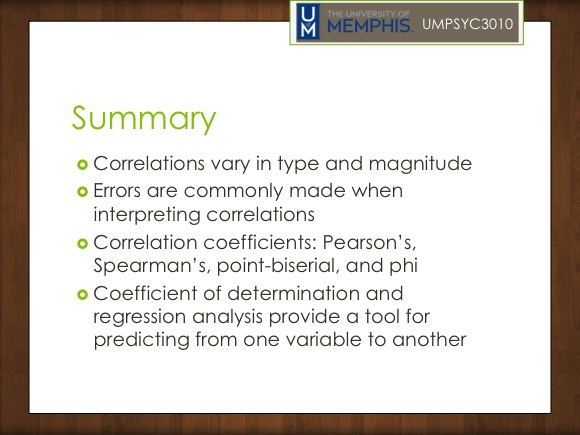 UM
THE UNIVERSITY OF
MEMPHIS.
UMPSYC3010
Summary
Correlations vary in type and magnitude
Errors are commonly made when
interpreting correlations
Correlation coefficients: Pearson’s,
Spearman’s, point-biserial, and phi
Coefficient of determination and
regression analysis provide a tool for
predicting from one variable to another